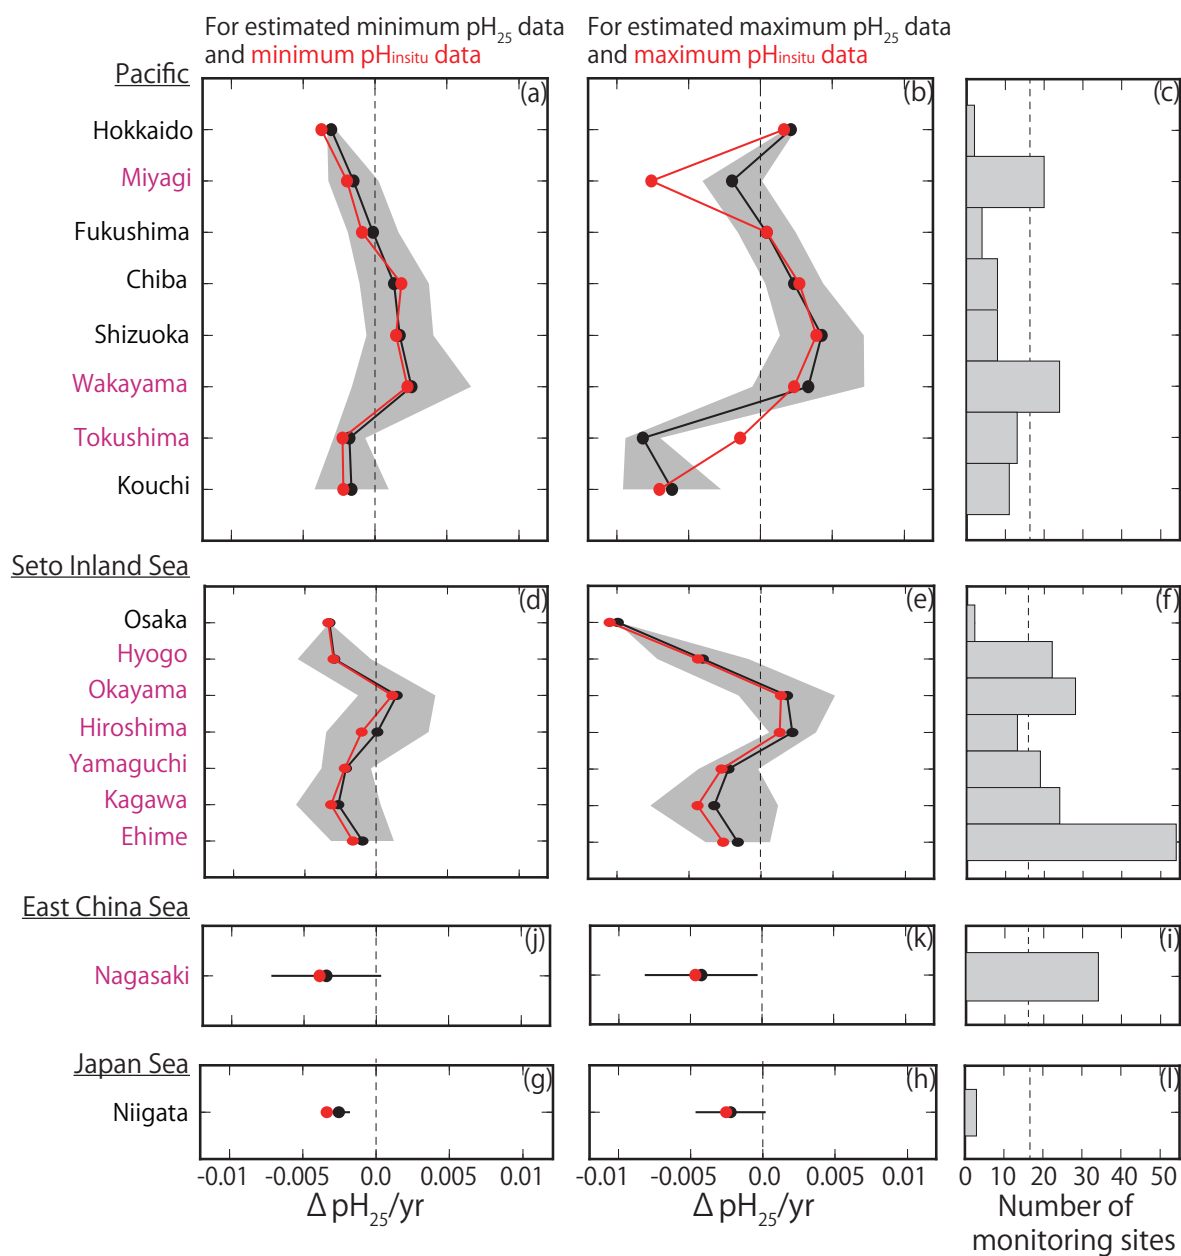 For estimated minimum pH25 data
and minimum pHinsitu data
For estimated maximum pH25 data
and maximum pHinsitu data
Pacific
(a)
(b)
(c)
Hokkaido
Miyagi
Fukushima
Chiba
Shizuoka
Wakayama
Tokushima
Kouchi
Seto Inland Sea
(d)
(e)
(f)
Osaka
Hyogo
Okayama
Hiroshima
Yamaguchi
Kagawa
Ehime
East China Sea
(j)
(k)
(i)
Nagasaki
Japan Sea
(g)
(h)
(l)
Niigata
-0.01 -0.005 0.0 0.005 0.01
-0.01 -0.005 0.0 0.005 0.01
0 10 20 30 40 50
Δ pH25/yr
Δ pH25/yr
Number of
monitoring sites